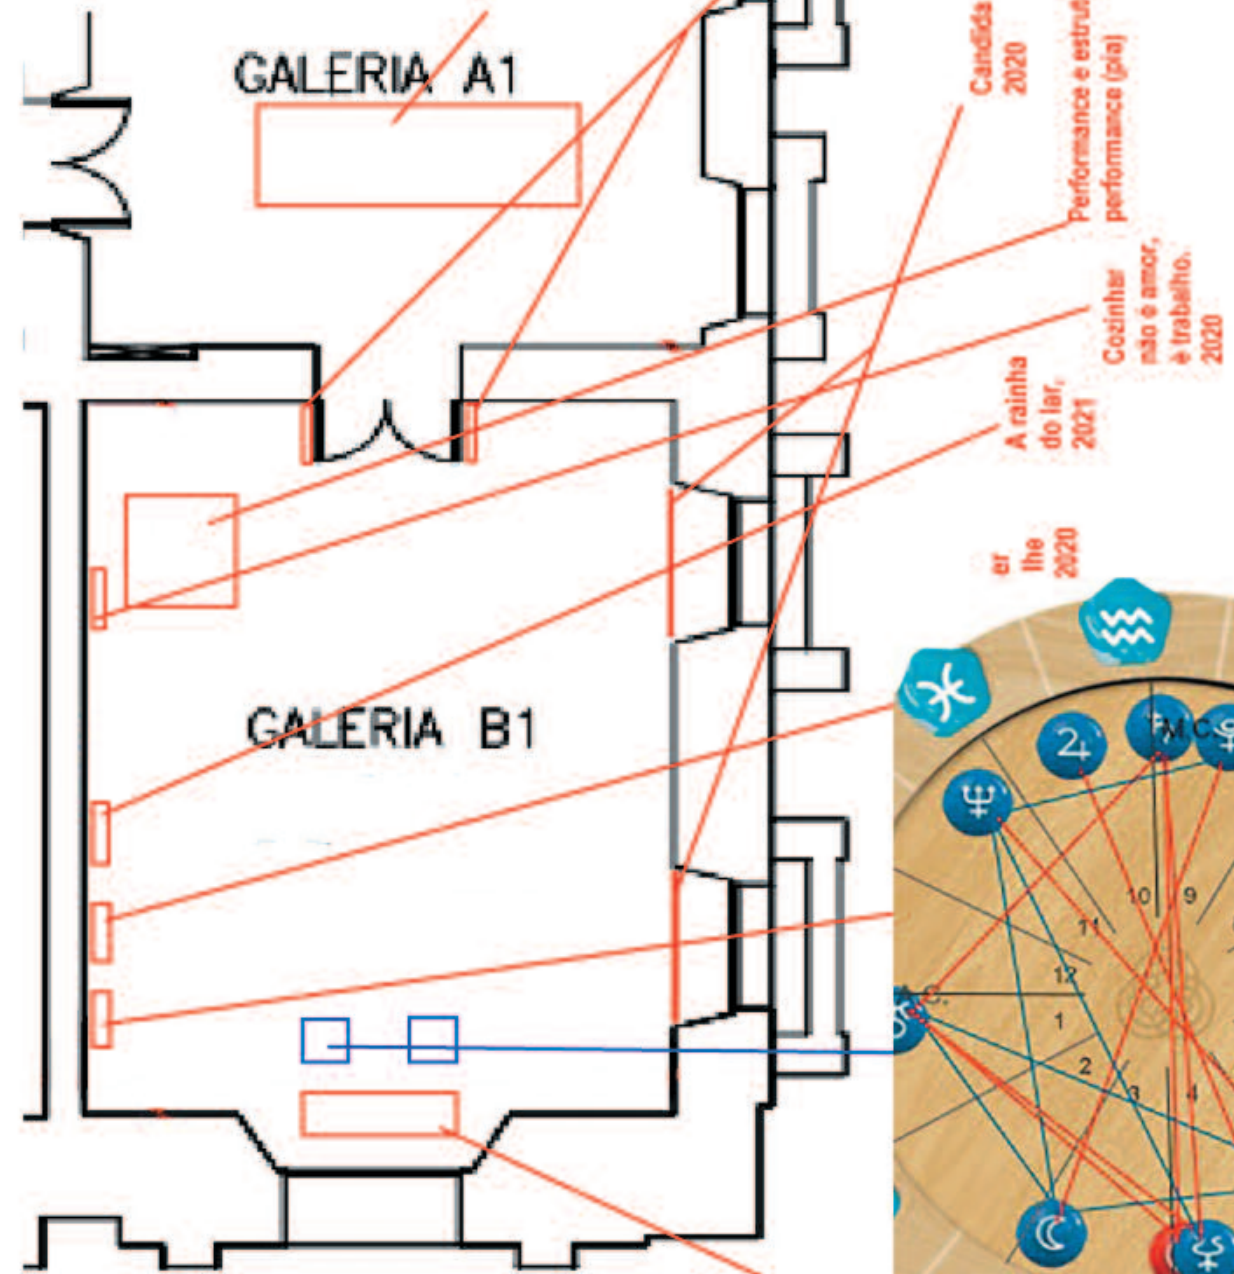 GALERIA A1
Candida
2020
Performance e estrut
performance (pia)
Cozinhar
não é amor,
é trabalho.
2020
A rainha
do lar,
2021
er
lhe
2020
GALERIA B1
M.C.
10
9
11
12
1
2
3
4